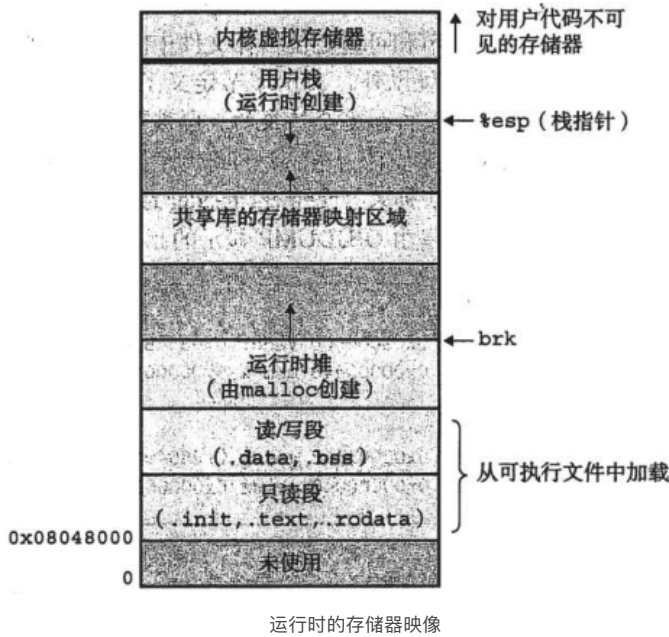 内核虚拟存储器
对用户代码不可
见的存储器
用户栈
(运行时创建)
%esp(栈指针)
共享库的存储器映射区域
brk
运行时堆
(由malloc创建)
读/写段
(.data,.bss)
从可执行文件中加载
只读段
(.init,.text,.rodata)
0x08048000
未使用
0
运行时的存储器映像